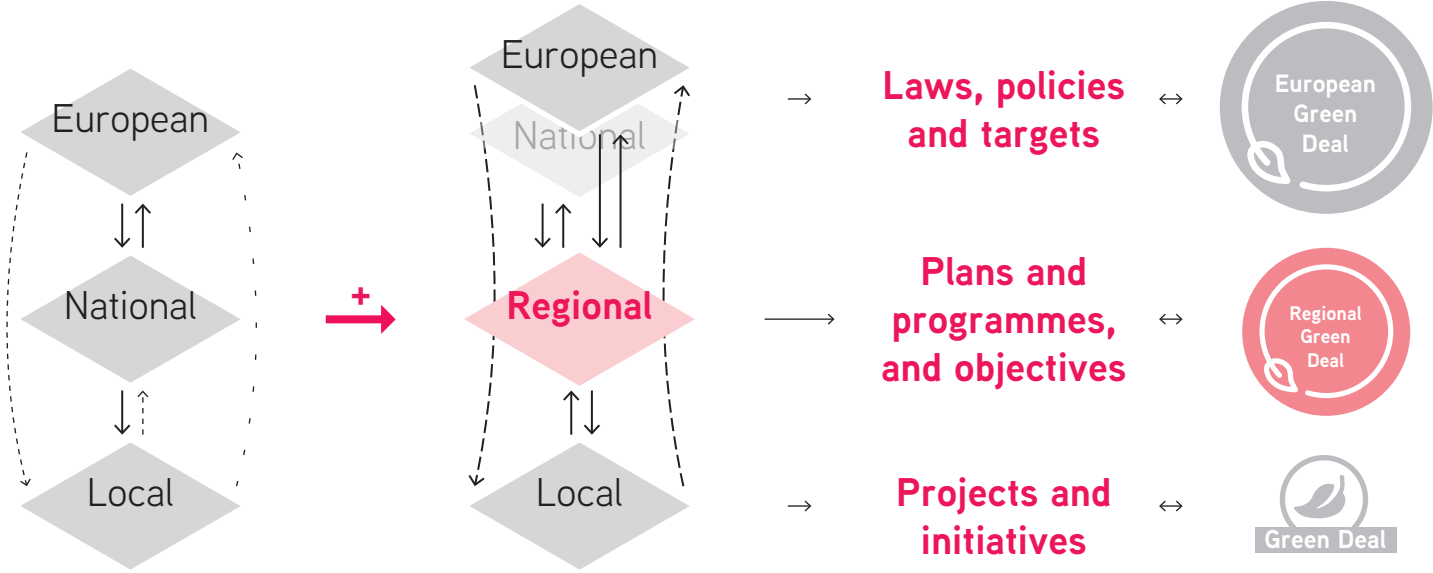 European
National
Local
+
European
National
Regional
Local
Laws, policies
and targets
Plans and
programmes,
and objectives
Projects and
initiatives
European
Green
Deal
Regional
Green
Deal
Green Deal